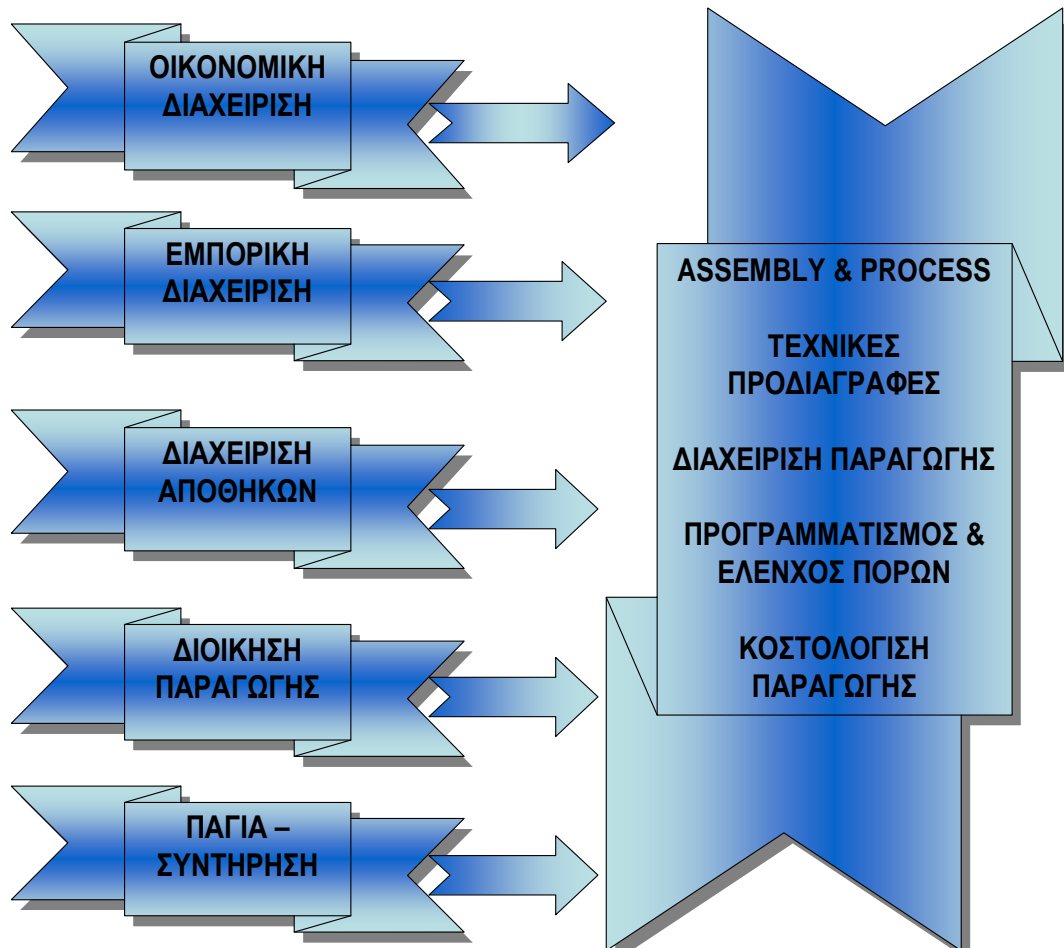 ΟΙΚΟΝΟΜΙΚΗ
ΔΙΑΧΕΙΡΙΣΗ
ΕΜΠΟΡΙΚΗ
ΔΙΑΧΕΙΡΙΣΗ
ΔΙΑΧΕΙΡΙΣΗ
ΑΠΟΘΗΚΩΝ
ΔΙΟΙΚΗΣΗ
ΠΑΡΑΓΩΓΗΣ
ΠΑΓΙΑ –
ΣΥΝΤΗΡΗΣΗ
ASSEMBLY & PROCESS
ΤΕΧΝΙΚΕΣ
ΠΡΟΔΙΑΓΡΑΦΕΣ
ΔΙΑΧΕΙΡΙΣΗ ΠΑΡΑΓΩΓΗΣ
ΠΡΟΓΡΑΜΜΑΤΙΣΜΟΣ &
ΕΛΕΝΧΟΣ ΠΟΡΩΝ
ΚΟΣΤΟΛΟΓΙΣΗ
ΠΑΡΑΓΩΓΗΣ